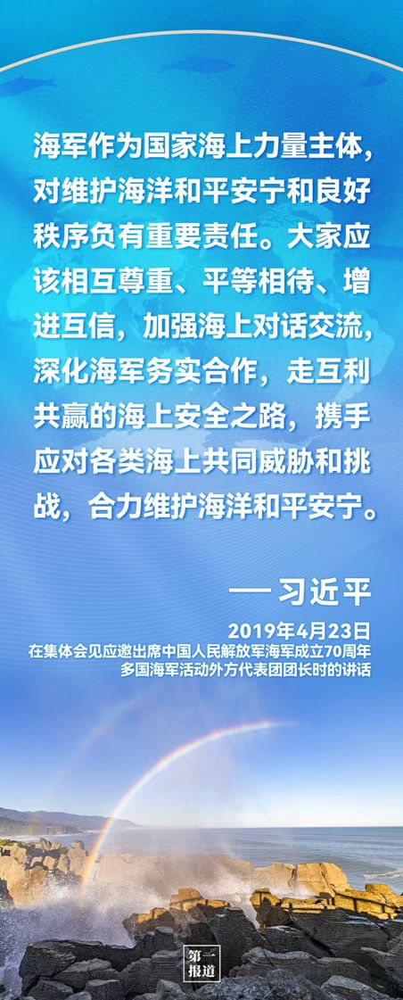 海军作为国家海上力量主体，
对维护海洋和平安宁和良好
秩序负有重要责任。大家应
该相互尊重、平等相待、增
进互信，加强海上对话交流，
深化海军务实合作，走互利
共赢的海上安全之路，携手
应对各类海上共同威胁和挑
战，合力维护海洋和平安宁。
——习近平
2019年4月23日
在集体会见应邀出席中国人民解放军海军成立70周年
多国海军活动外方代表团团长时的讲话
第一
报道